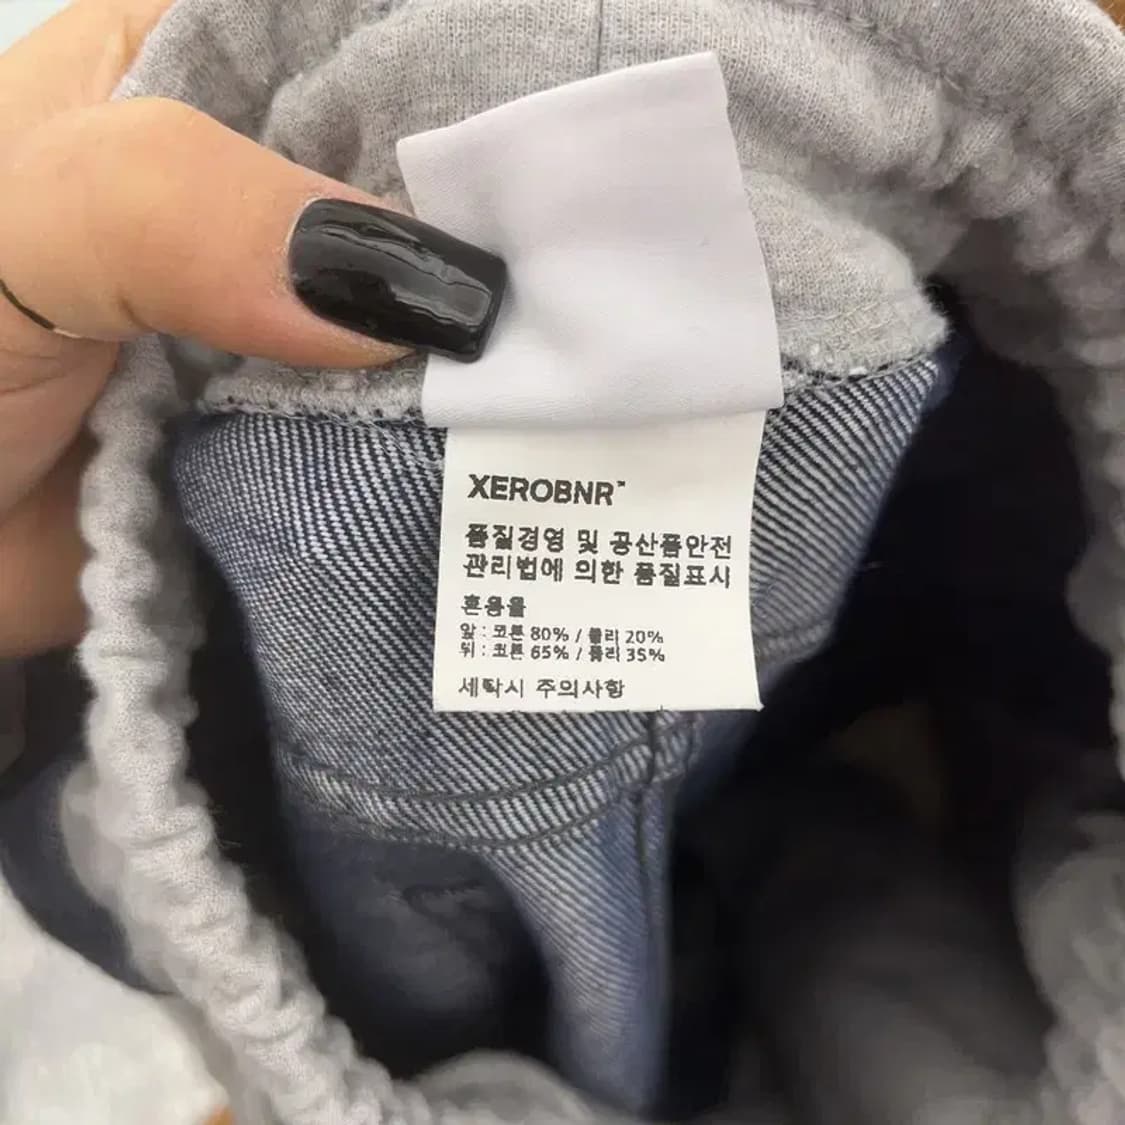 XEROBNR™
품질경영 및 공산품안전
관리법에 의한 품질표시
혼용율
앞 : 코튼 80% / 폴리 20%
뒤 : 코튼 65% / 폴리 35%
세탁시 주의사항